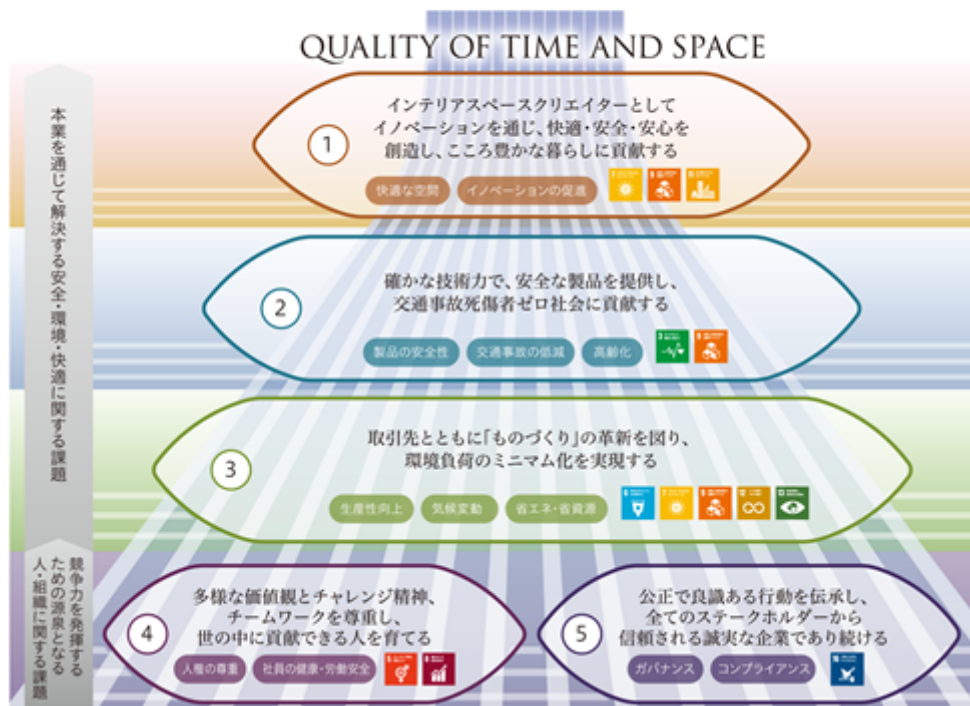 QUALITY OF TIME AND SPACE
本業を通じて解決する安全・環境・快適に関する課題
1
インテリアスペースクリエイターとして
イノベーションを通じ、快適・安全・安心を
創造し、こころ豊かな暮らしに貢献する
快適な空間
イノベーションの促進
2
確かな技術力で、安全な製品を提供し、
交通事故死傷者ゼロ社会に貢献する
製品の安全性
交通事故の低減
高齢化
3
取引先とともに「ものづくり」の革新を図り、
環境負荷のミニマム化を実現する
生産性向上
気候変動
省エネ・省資源
競争力を発揮する
ための源泉となる
人・組織に関する課題
4
多様な価値観とチャレンジ精神、
チームワークを尊重し、
世の中に貢献できる人を育てる
人権の尊重
社員の健康・労働安全
5
公正で良識ある行動を伝承し、
全てのステークホルダーから
信頼される誠実な企業であり続ける
ガバナンス
コンプライアンス